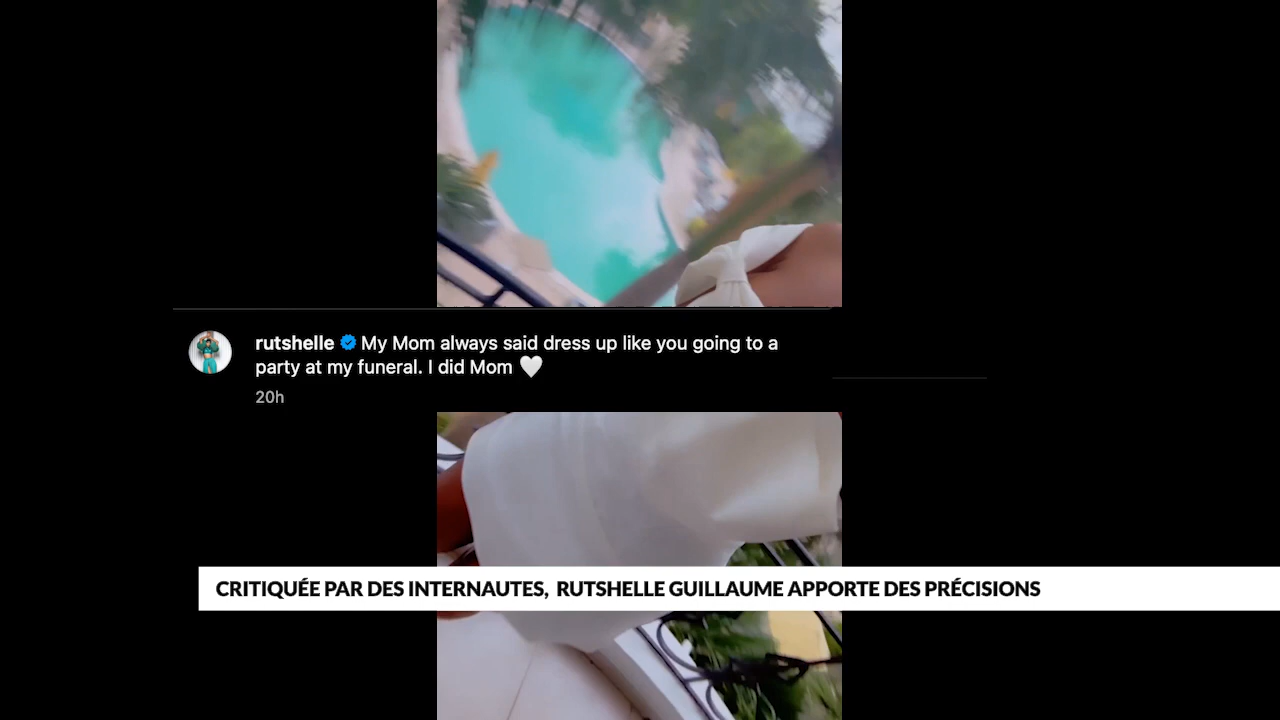 rutshelle My Mom always said dress up like you going to a
party at my funeral. I did Mom 🤍
20h
CRITIQUÉE PAR DES INTERNAUTES, RUTSHELLE GUILLAUME APPORTE DES PRÉCISIONS